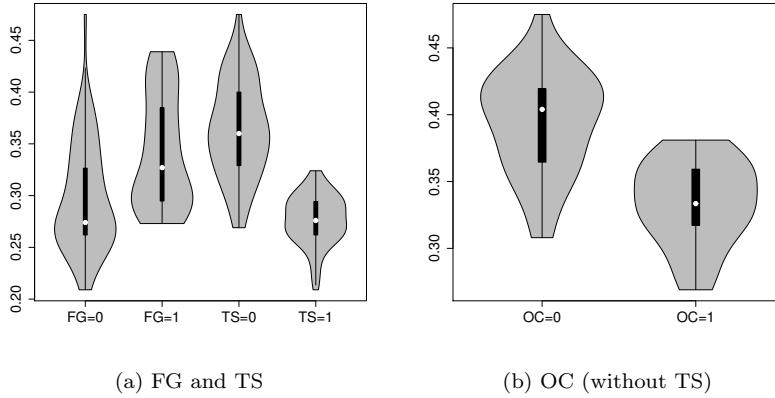 0.45
0.40
0.35
0.30
0.25
0.20
FG=0 FG=1 TS=0 TS=1
(a) FG and TS
0.45
0.40
0.35
0.30
OC=0 OC=1
(b) OC (without TS)